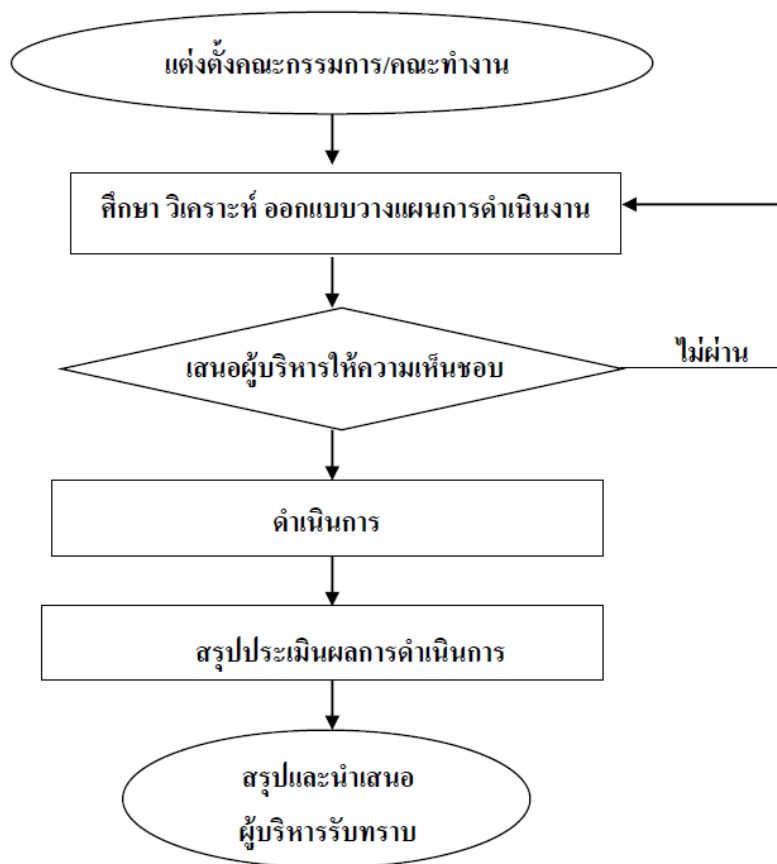 แต่งตั้งคณะกรรมการ/คณะทำงาน
ศึกษา วิเคราะห์ ออกแบบวางแผนการดำเนินงาน
เสนอผู้บริหารให้ความเห็นชอบ
ไม่ผ่าน
ดำเนินการ
สรุปประเมินผลการดำเนินการ
สรุปและนำเสนอ
ผู้บริหารรับทราบ